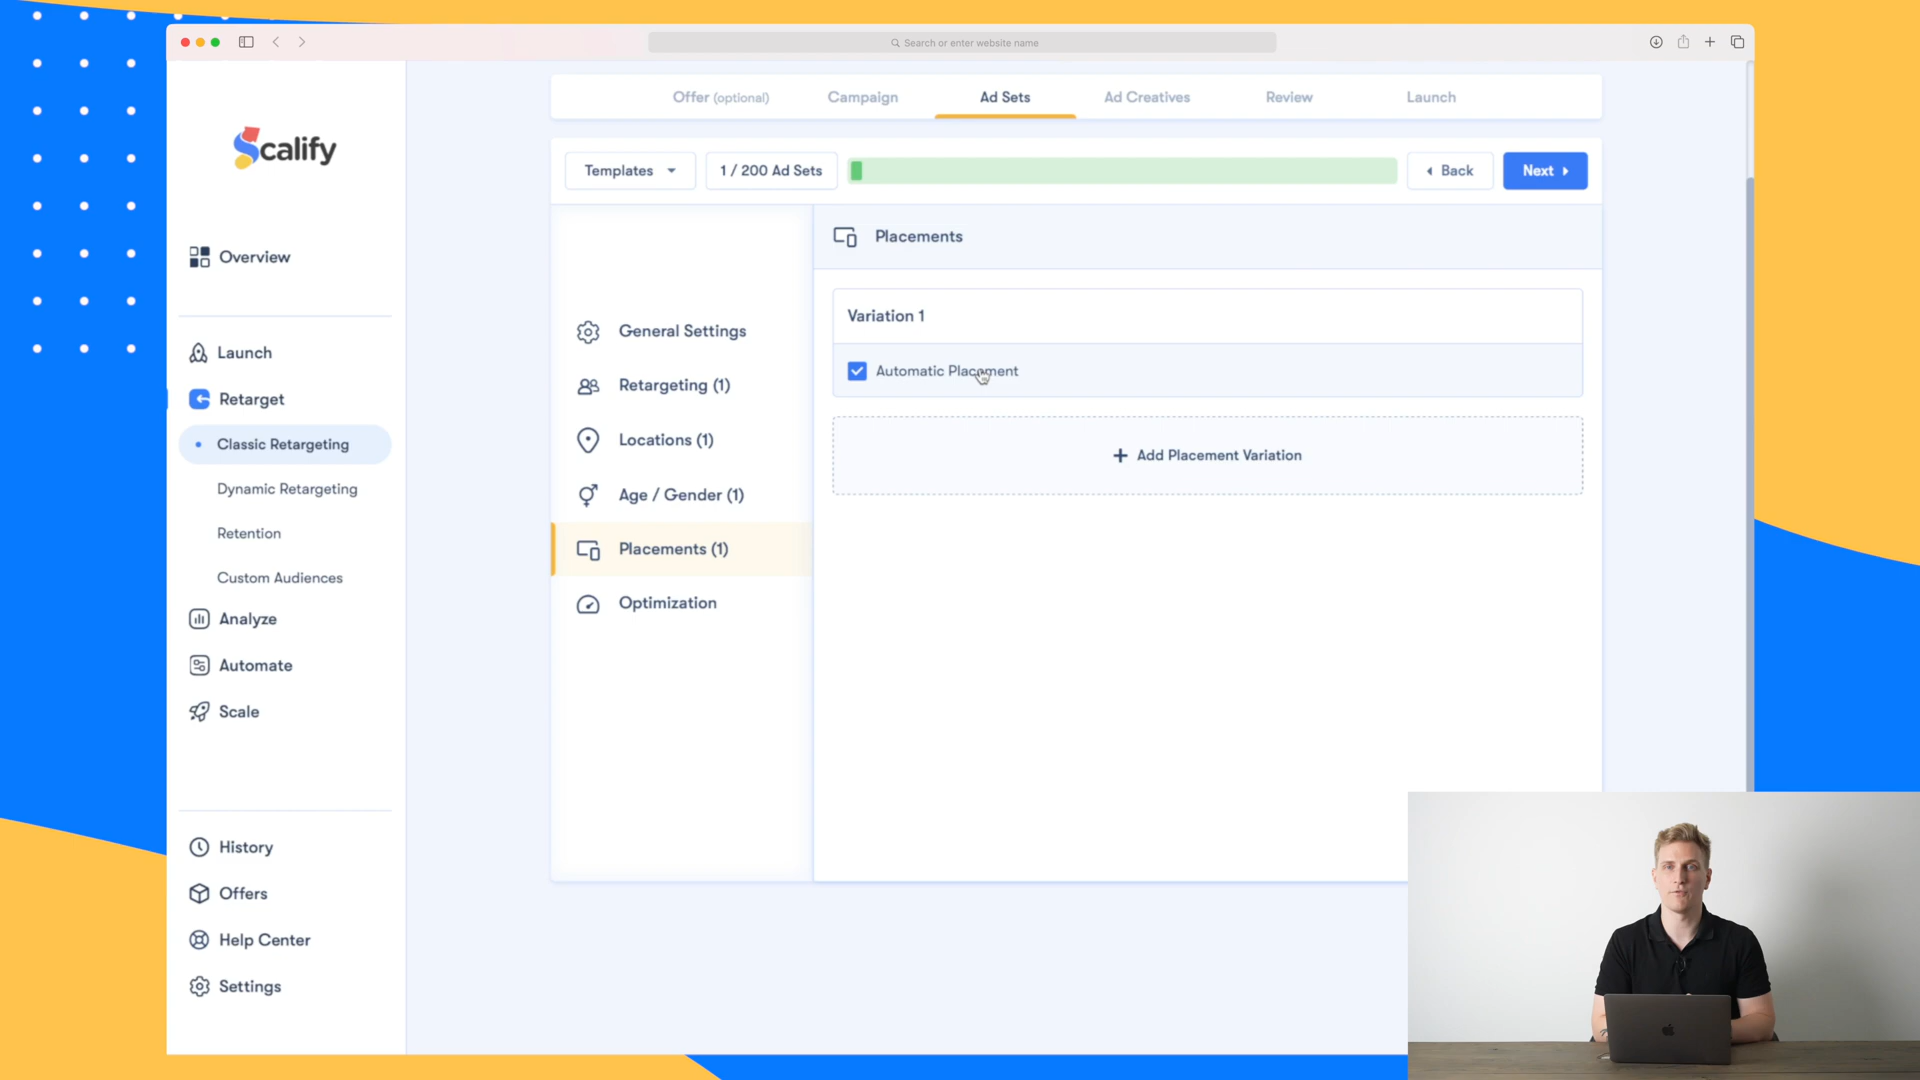 Search or enter website name
Scalify
Overview
Launch
Retarget
Classic Retargeting
Dynamic Retargeting
Retention
Custom Audiences
Analyze
Automate
Scale
History
Offers
Help Center
Settings
Offer (optional)
Campaign
Ad Sets
Ad Creatives
Review
Launch
Templates
1 / 200 Ad Sets
Back
Next
General Settings
Retargeting (1)
Locations (1)
Age / Gender (1)
Placements (1)
Optimization
Placements
Variation 1
Automatic Placement
+ Add Placement Variation